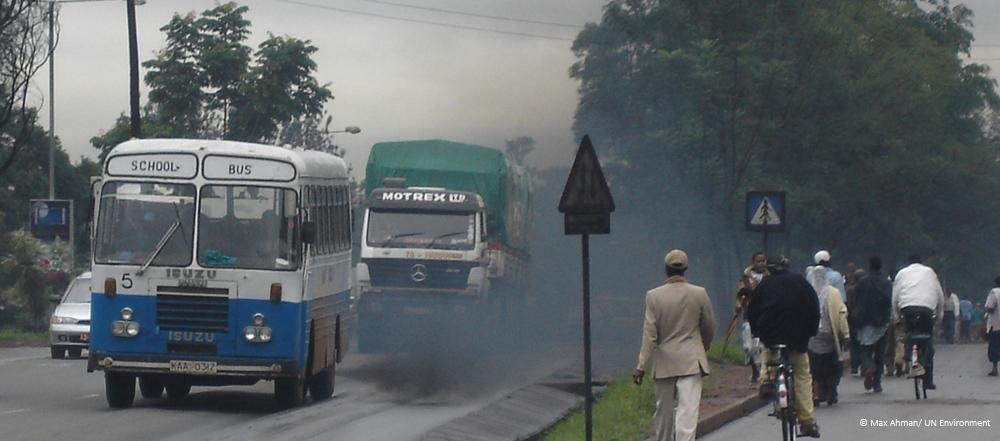 SCHOOL
BUS
MOTREX LTD
5
ISUZU
ISUZU
KAA 031Z
© Max Ahman/ UN Environment